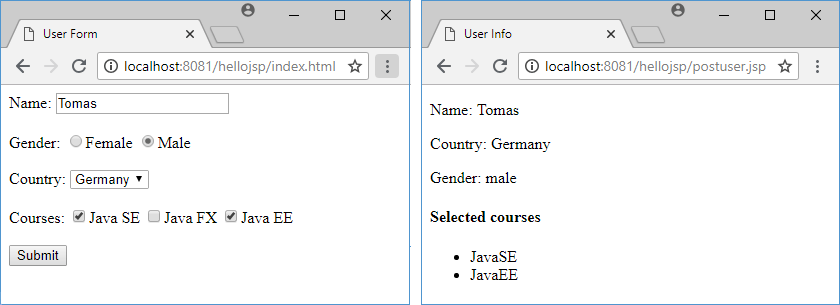 User Form
localhost:8081/hellojsp/index.html
Name: Tomas
Gender: Female Male
Country: Germany
Courses: Java SE Java FX Java EE
Submit
User Info
localhost:8081/hellojsp/postuser.jsp
Name: Tomas
Country: Germany
Gender: male
Selected courses
JavaSE
JavaEE